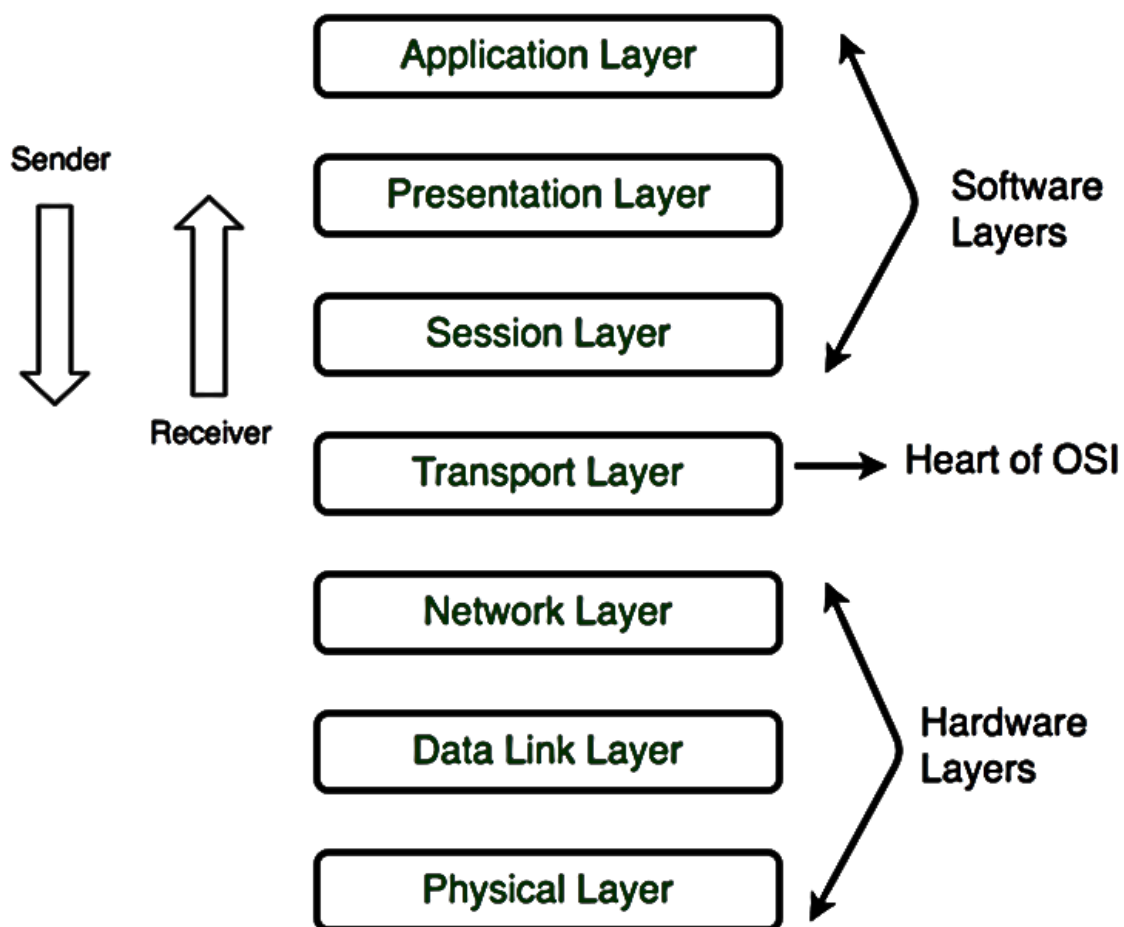 Application Layer
Sender
Presentation Layer
Software
Layers
Session Layer
Receiver
Transport Layer
Heart of OSI
Network Layer
Data Link Layer
Hardware
Layers
Physical Layer